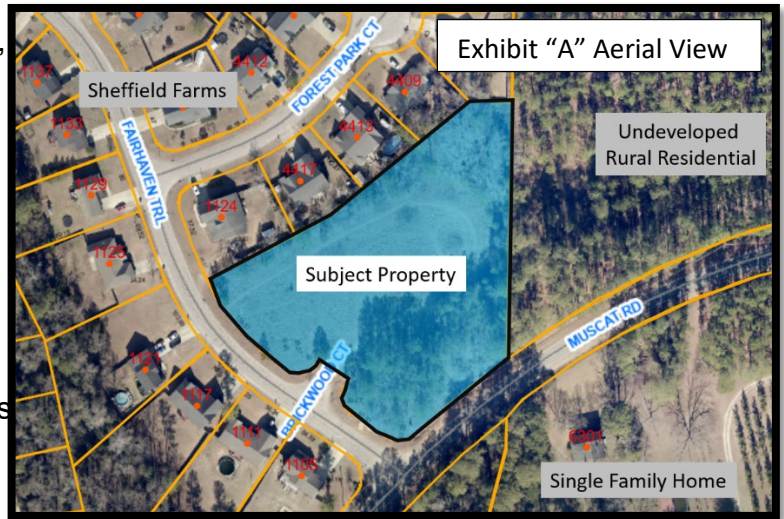 ,
Exhibit “A” Aerial View
1137
4412
FOREST PARK CT
4409
Sheffield Farms
Undeveloped
Rural Residential
1133
4413
FAIRHAVEN TRL
1129
4417
1124
1125
Subject Property
MUSCAT RD
1121
BRICKWOOD CT
s
1117
1111
6301
1105
Single Family Home